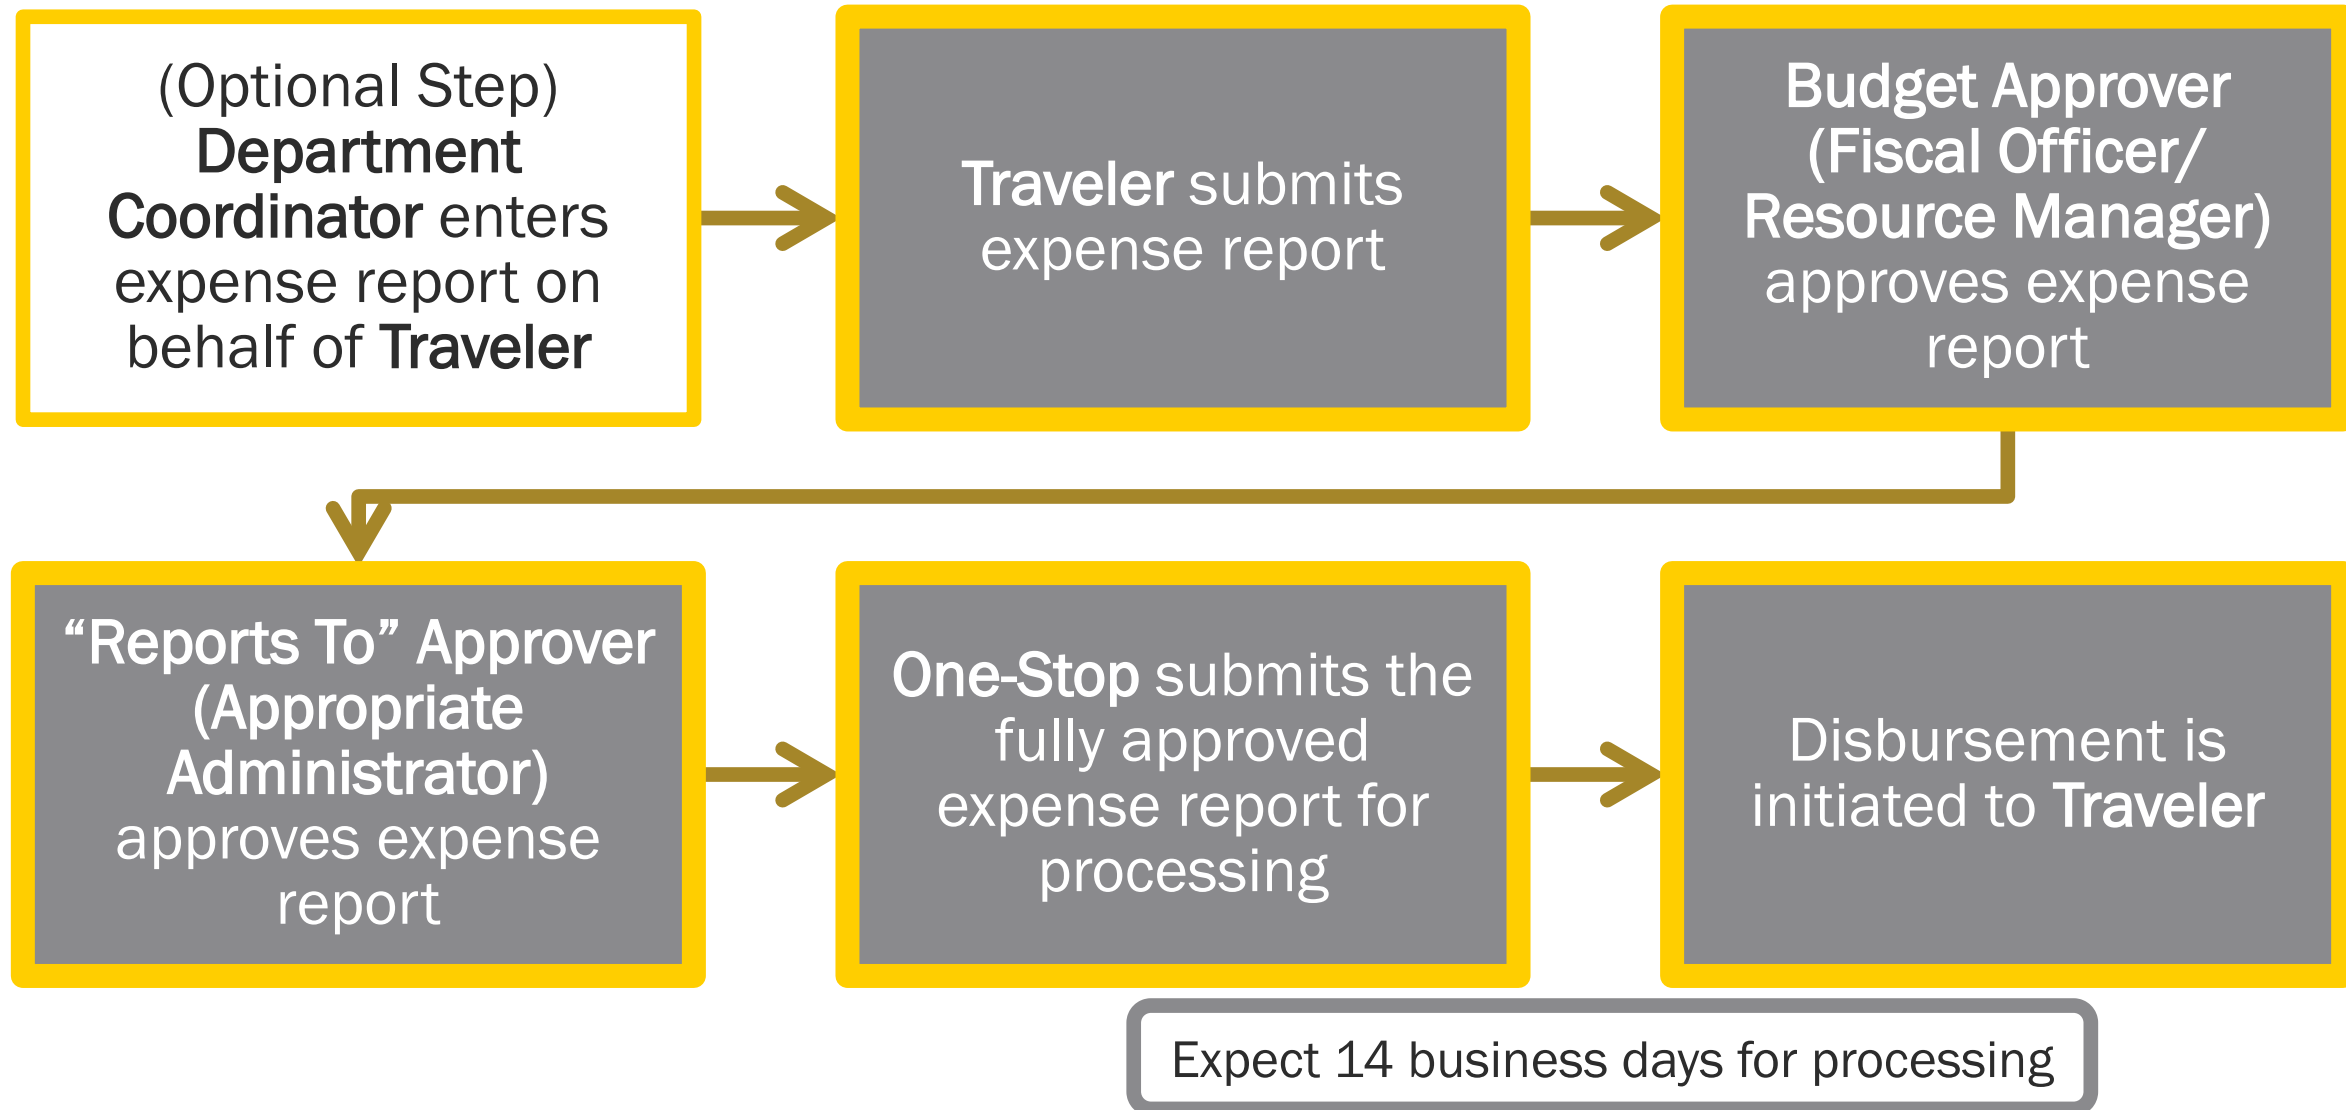 (Optional Step)
Department
Coordinator enters
expense report on
behalf of Traveler
Traveler submits
expense report
Budget Approver
(Fiscal Officer/
Resource Manager)
approves expense
report
“Reports To” Approver
(Appropriate
Administrator)
approves expense
report
One-Stop submits the
fully approved
expense report for
processing
Disbursement is
initiated to Traveler
Expect 14 business days for processing